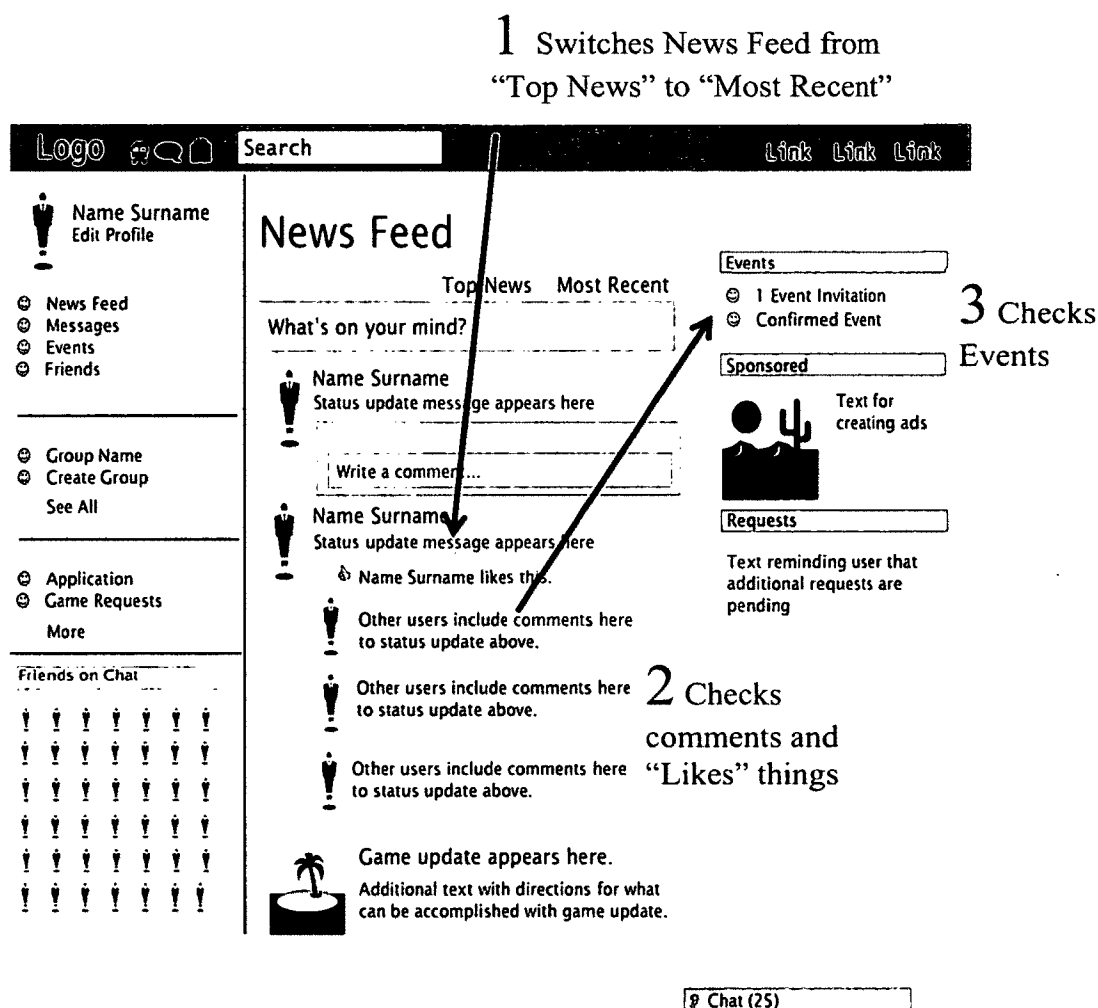 1 Switches News Feed from
“Top News” to “Most Recent”
Logo
Search
Link Link Link
Name Surname
Edit Profile
News Feed
Messages
Events
Friends
Group Name
Create Group
See All
Application
Game Requests
More
Friends on Chat
News Feed
Top News Most Recent
What's on your mind?
Name Surname
Status update message appears here
Write a comment...
Name Surname
Status update message appears here
Name Surname likes this.
Other users include comments here
to status update above.
Other users include comments here
to status update above.
Other users include comments here
to status update above.
2 Checks
comments and
“Likes” things
Game update appears here.
Additional text with directions for what
can be accomplished with game update.
Events
1 Event Invitation
Confirmed Event
3 Checks
Events
Sponsored
Text for
creating ads
Requests
Text reminding user that
additional requests are
pending
Chat (25)